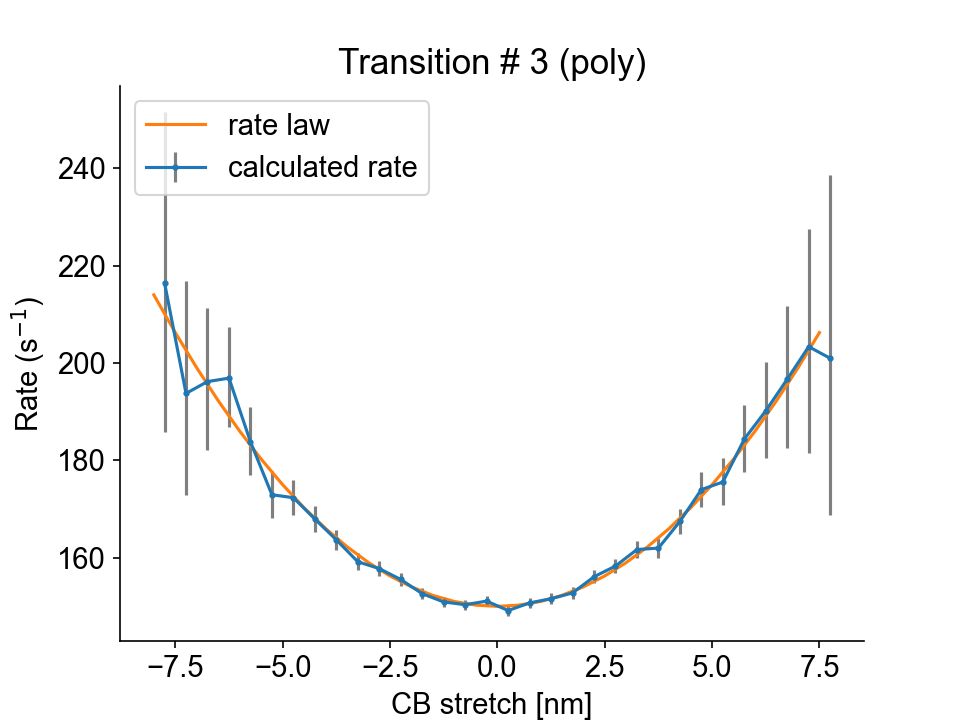 Transition # 3 (poly)
rate law
calculated rate
240
220
200
180
160
Rate (s⁻¹)
−7.5 −5.0 −2.5 0.0 2.5 5.0 7.5
CB stretch [nm]